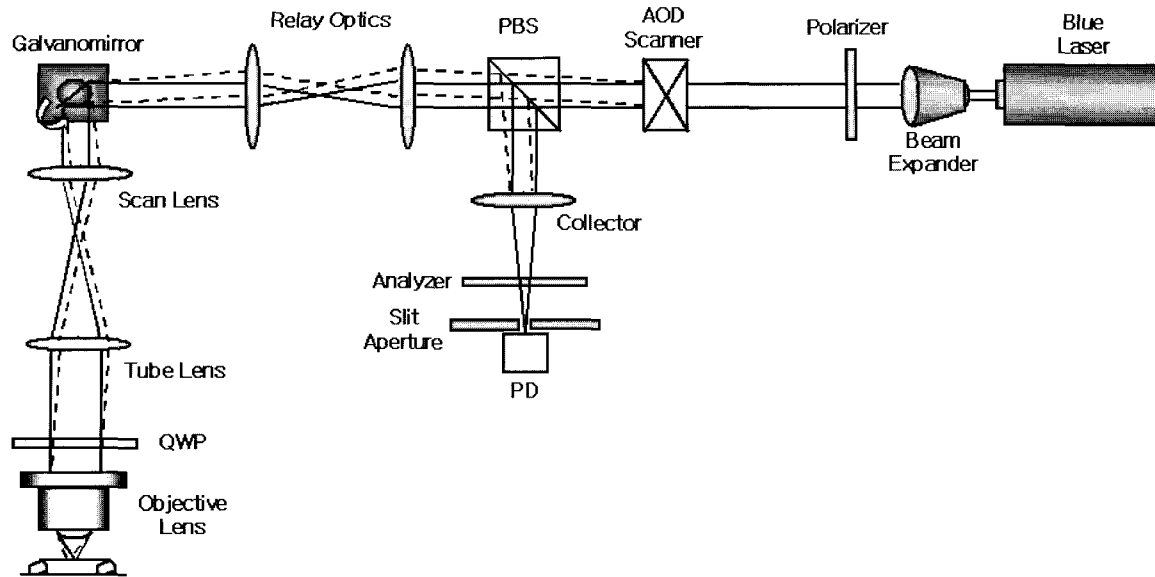 Relay Optics
PBS
AOD
Scanner
Polarizer
Blue
Laser
Galvanomirror
Beam
Expander
Scan Lens
Collector
Analyzer
Slit
Aperture
Tube Lens
PD
QWP
Objective
Lens